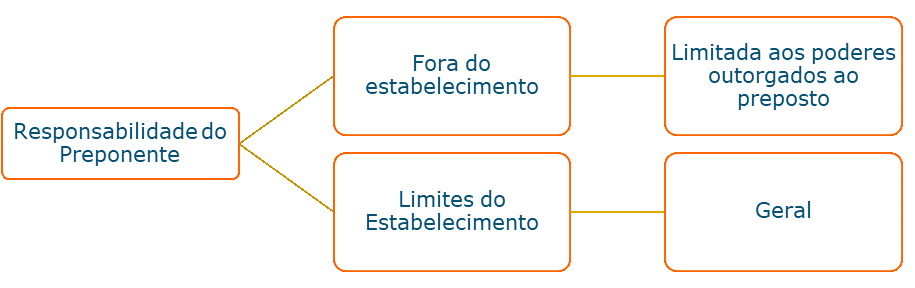 Responsabilidade do
Preponente
Fora do
estabelecimento
Limitada aos poderes
outorgados ao
preposto
Limites do
Estabelecimento
Geral